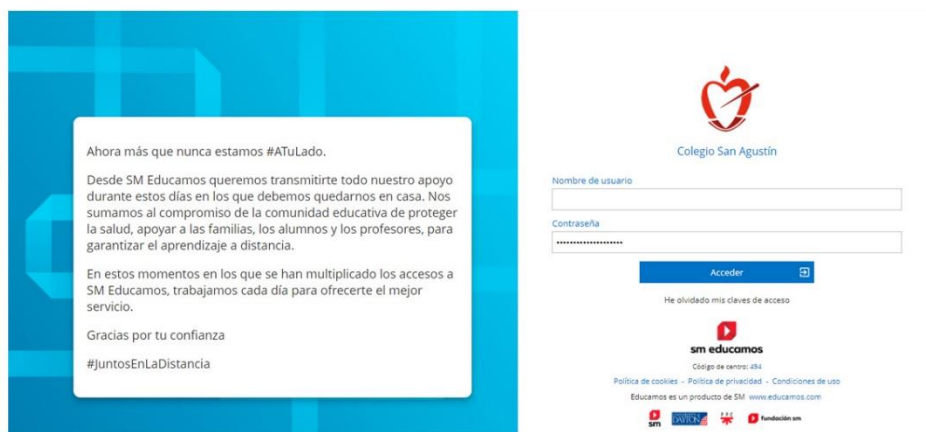 Ahora más que nunca estamos #ATuLado.
Desde SM Educamos queremos transmitirte todo nuestro apoyo
durante estos días en los que debemos quedarnos en casa. Nos
sumamos al compromiso de la comunidad educativa de proteger
la salud, apoyar a las familias, los alumnos y los profesores, para
garantizar el aprendizaje a distancia.
En estos momentos en los que se han multiplicado los accesos a
SM Educamos, trabajamos cada día para ofrecerte el mejor
servicio.
Gracias por tu confianza
#JuntosEnLaDistancia
Colegio San Agustín
Nombre de usuario
Contraseña
••••••••••••••••••••
Acceder
He olvidado mis claves de acceso
sm educamos
Código de centro: 494
Política de cookies - Política de privacidad - Condiciones de uso
Educamos es un producto de SM www.educamos.com
sm
DAYTON
PPC
fundación sm